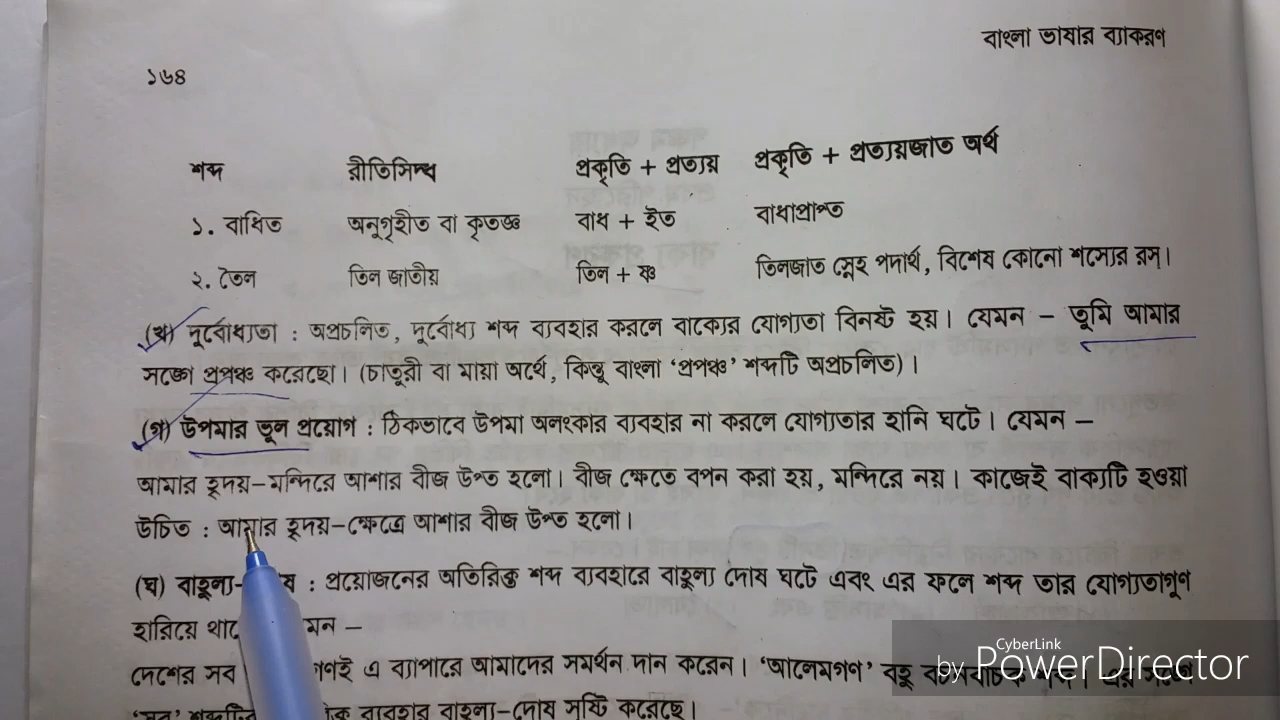 বাংলা ভাষার ব্যাকরণ
১৬৪
শব্দ রীতিসিদ্ধ প্রকৃতি + প্রত্যয় প্রকৃতি + প্রত্যয়জাত অর্থ
১. বাধিত অনুগৃহীত বা কৃতজ্ঞ বাধ + ইত বাধাপ্রাপ্ত
২. তৈল তিল জাতীয় তিল + ষ্ণ তিলজাত স্নেহ পদার্থ, বিশেষ কোনো শস্যের রস।
(খ) দুর্বোধ্যতা : অপ্রচলিত, দুর্বোধ্য শব্দ ব্যবহার করলে বাক্যের যোগ্যতা বিনষ্ট হয়। যেমন – তুমি আমার
সঙ্গে প্রপঞ্চ করেছো। (চাতুরী বা মায়া অর্থে, কিন্তু বাংলা ‘প্রপঞ্চ’ শব্দটি অপ্রচলিত)।
(গ) উপমার ভুল প্রয়োগ : ঠিকভাবে উপমা অলংকার ব্যবহার না করলে যোগ্যতার হানি ঘটে। যেমন –
আমার হৃদয়-মন্দিরে আশার বীজ উপ্ত হলো। বীজ ক্ষেতে বপন করা হয়, মন্দিরে নয়। কাজেই বাক্যটি হওয়া
উচিত : আমার হৃদয়-ক্ষেত্রে আশার বীজ উপ্ত হলো।
(ঘ) বাহুল্য- : প্রয়োজনের অতিরিক্ত শব্দ ব্যবহারে বাহুল্য দোষ ঘটে এবং এর ফলে শব্দ তার যোগ্যতাগুণ
হারিয়ে –
দেশের সব এ ব্যাপারে আমাদের সমর্থন দান করেন। ‘আলেমগণ’ বহু বচনবাচক শব্দ। এর সঙ্গে
‘সব’ ব্যবহার বাহুল্য-দোষ সৃষ্টি করেছে।
CyberLink
by PowerDirector